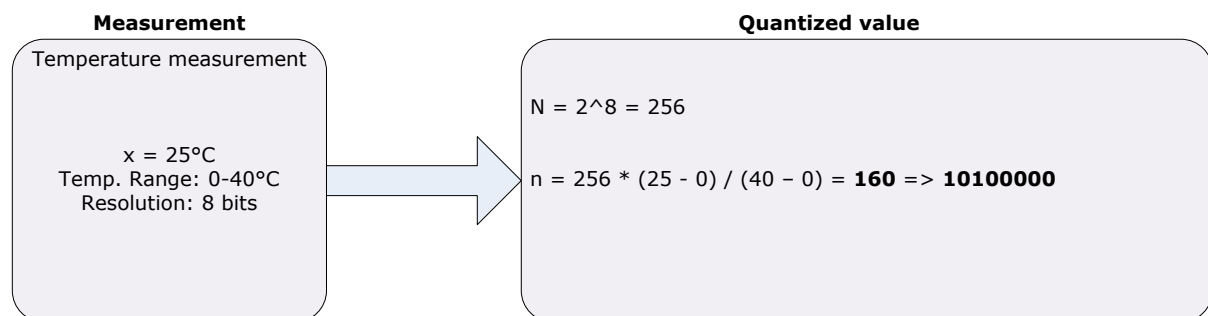 Measurement
Quantized value
Temperature measurement
x = 25°C
Temp. Range: 0-40°C
Resolution: 8 bits
N = 2^8 = 256
n = 256 * (25 - 0) / (40 – 0) = 160 => 10100000